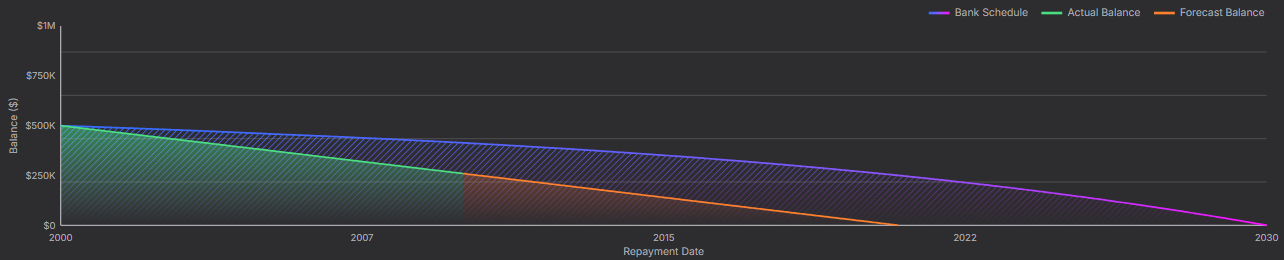 Bank Schedule Actual Balance Forecast Balance
$1M
$750K
$500K
$250K
$0
Balance ($)
2000 2007 2015 2022 2030
Repayment Date